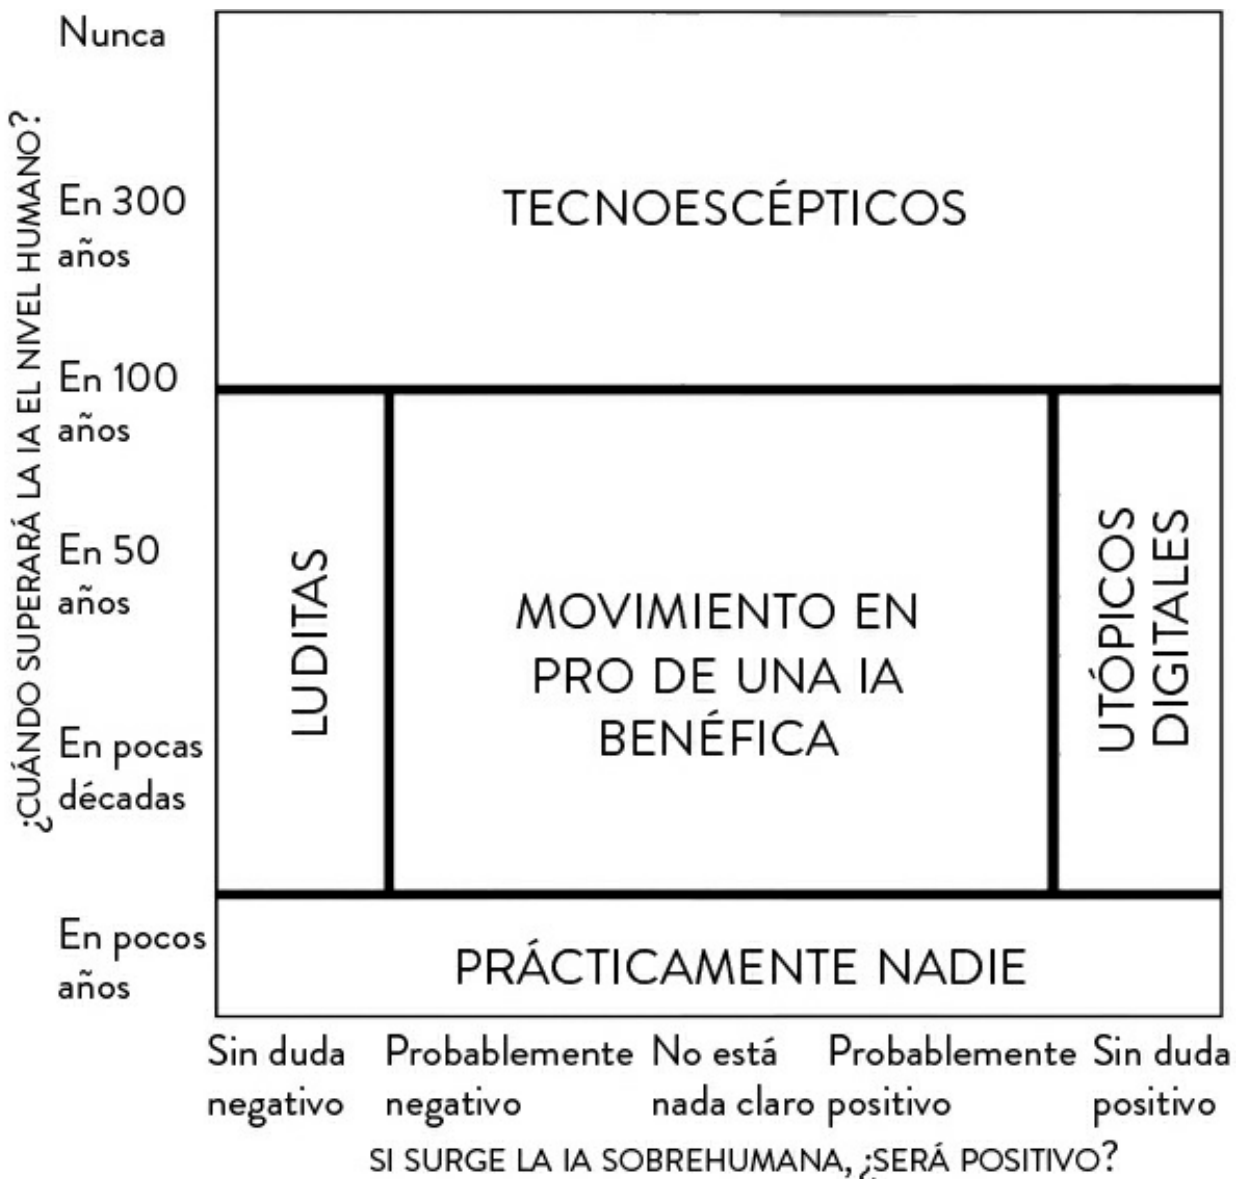 ¿CUÁNDO SUPERARÁ LA IA EL NIVEL HUMANO?
Nunca
En 300
años
En 100
años
En 50
años
En pocas
décadas
En pocos
años
TECNOESCÉPTICOS
LUDITAS
MOVIMIENTO EN
PRO DE UNA IA
BENÉFICA
UTÓPICOS
DIGITALES
PRÁCTICAMENTE NADIE
Sin duda
negativo
Probablemente
negativo
No está
nada claro
Probablemente
positivo
Sin duda
positivo
SI SURGE LA IA SOBREHUMANA, ¿SERÁ POSITIVO?